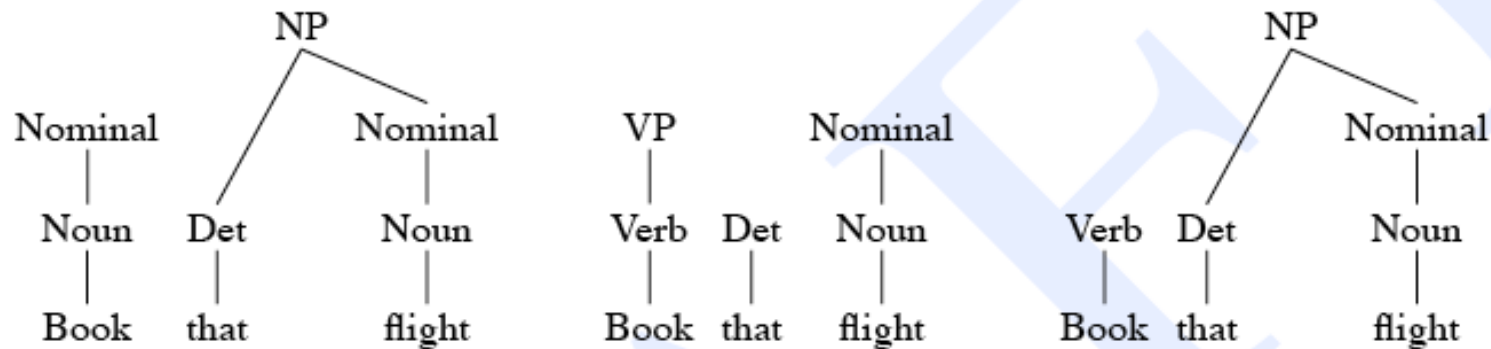 NP NP
Nominal Nominal VP Nominal Nominal
Noun Det Noun Verb Det Noun Verb Det Noun
Book that flight Book that flight Book that flight